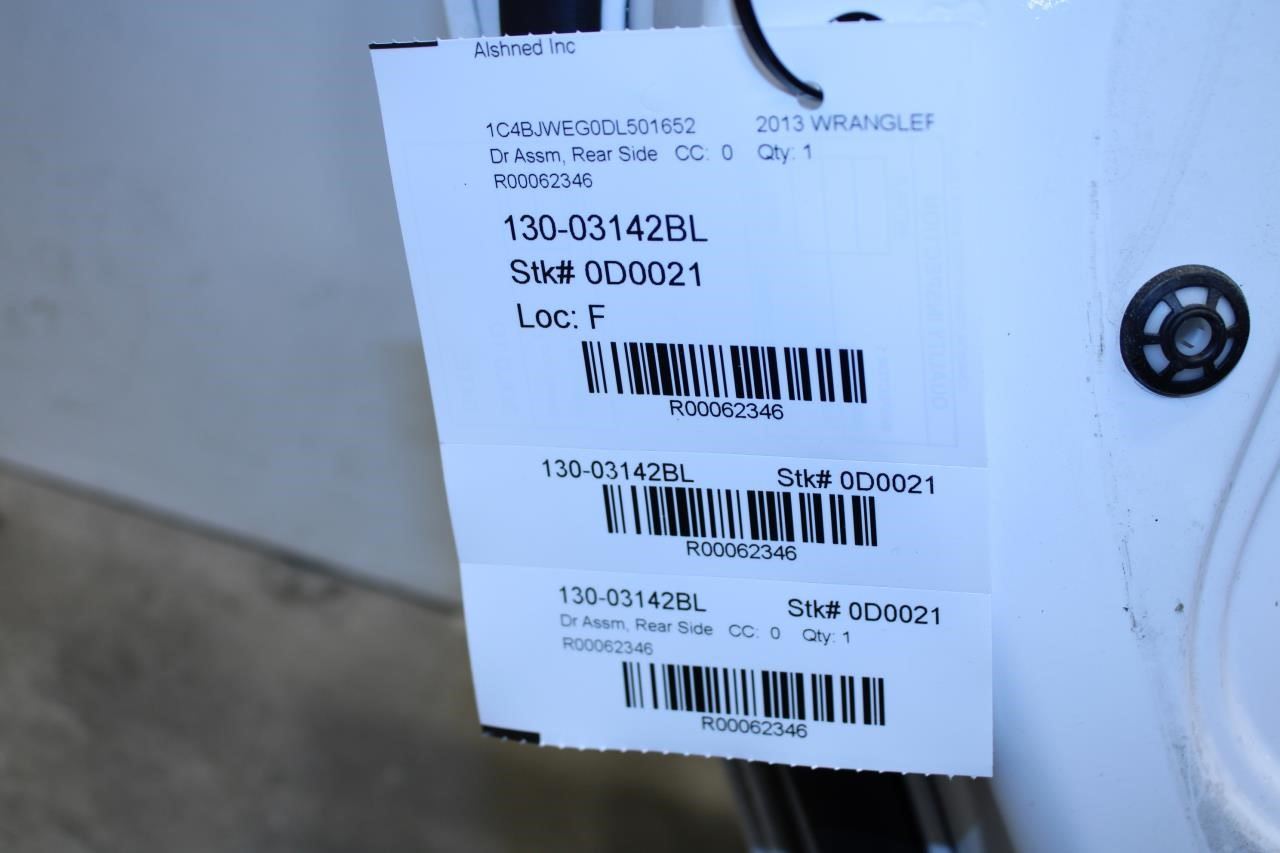 Alshned Inc
1C4BJWEG0DL501652 2013 WRANGLER
Dr Assm, Rear Side CC: 0 Qty: 1
R00062346
130-03142BL
Stk# 0D0021
Loc: F
R00062346
130-03142BL Stk# 0D0021
R00062346
130-03142BL Stk# 0D0021
Dr Assm, Rear Side CC: 0 Qty: 1
R00062346
R00062346